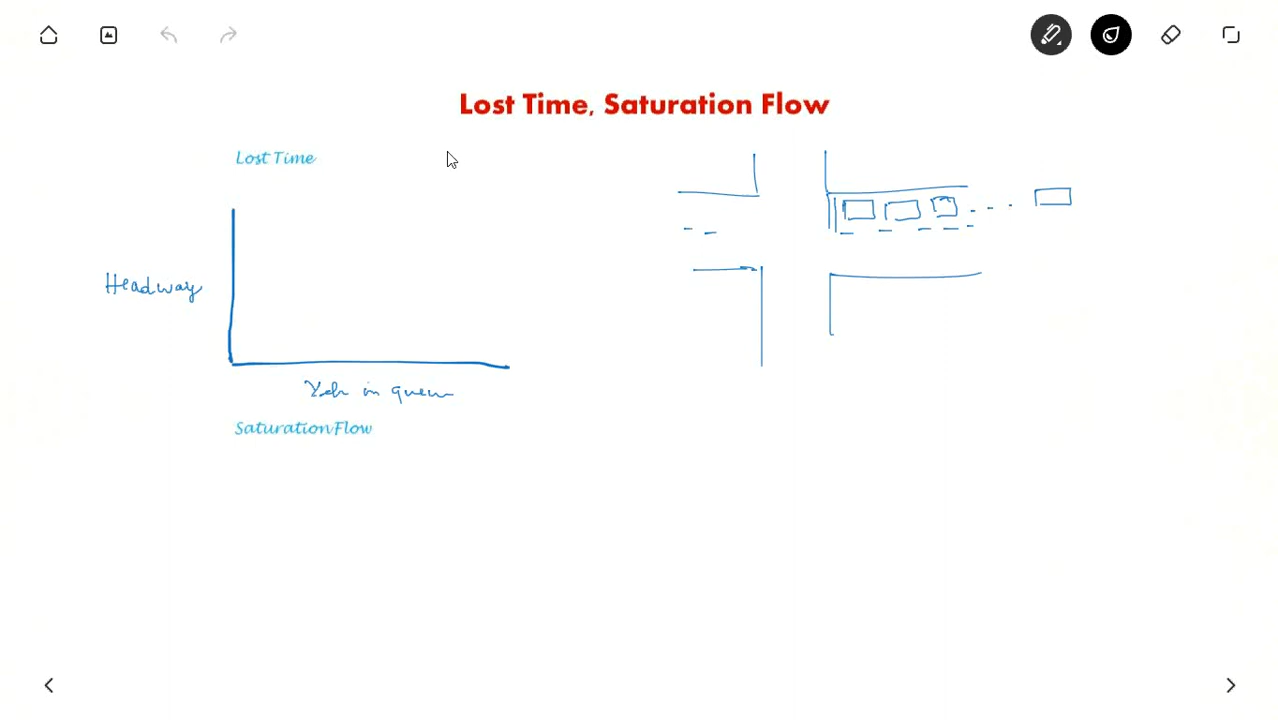 Lost Time, Saturation Flow
Lost Time
Headway
Veh in queue
Saturation Flow